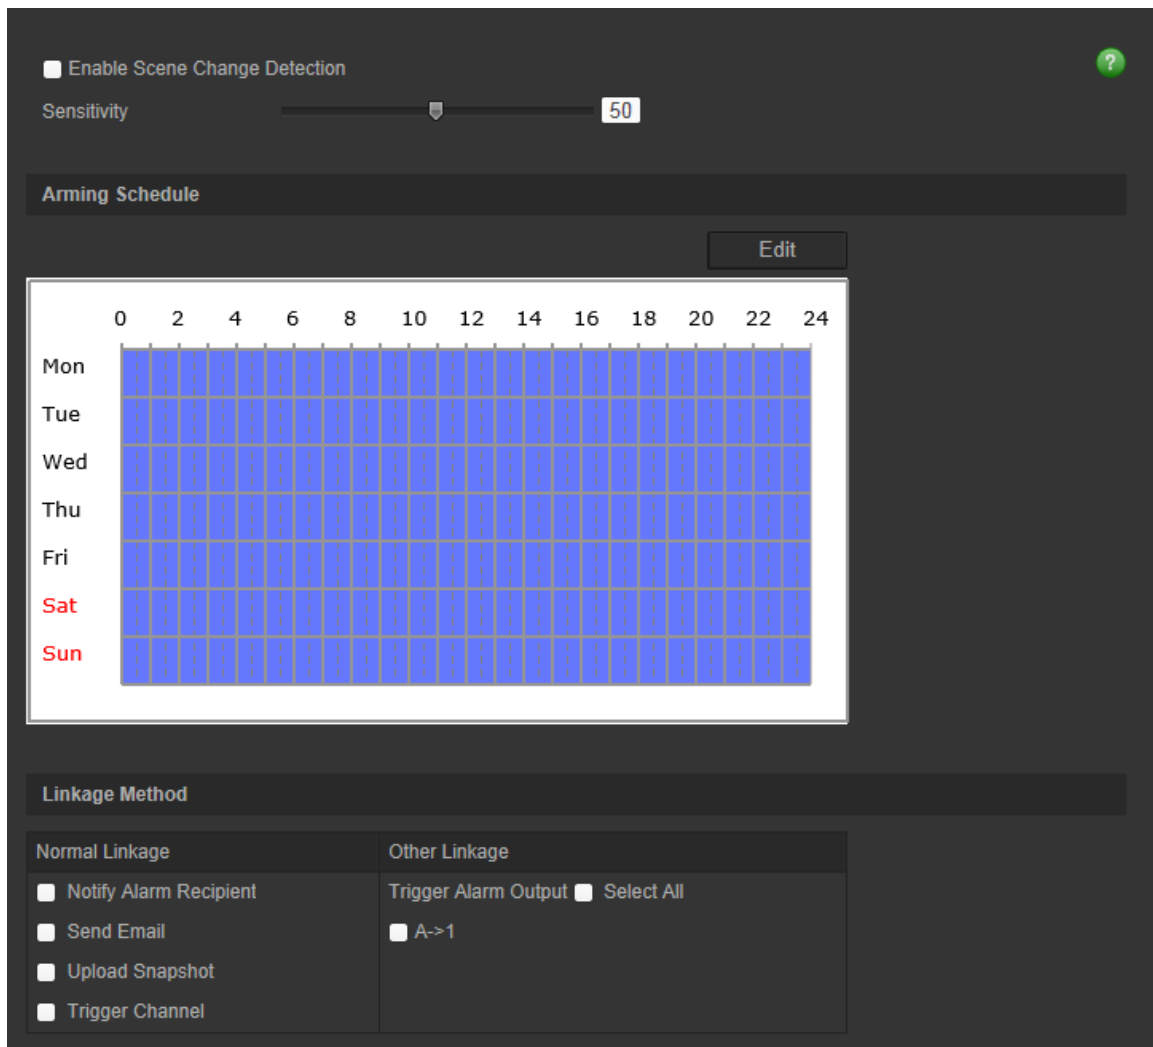 Enable Scene Change Detection
?
Sensitivity 50
Arming Schedule
Edit
0 2 4 6 8 10 12 14 16 18 20 22 24
Mon
Tue
Wed
Thu
Fri
Sat
Sun
Linkage Method
Normal Linkage Other Linkage
Notify Alarm Recipient Trigger Alarm Output Select All
Send Email A->1
Upload Snapshot
Trigger Channel